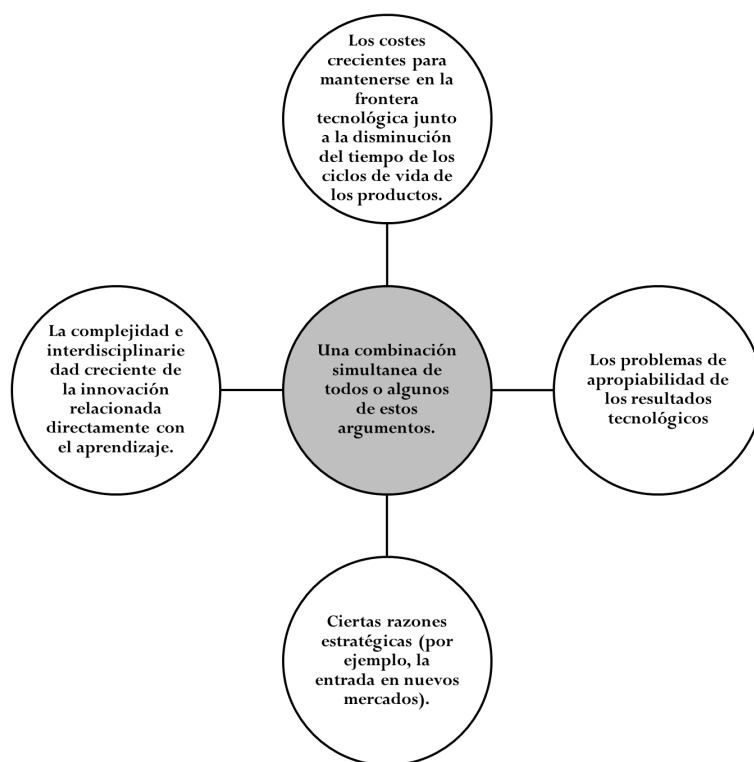 Los costes
crecientes para
mantenerse en la
frontera
tecnológica junto
a la disminución
del tiempo de los
ciclos de vida de
los productos.
La complejidad e
interdisciplinarie
dad creciente de
la innovación
relacionada
directamente con
el aprendizaje.
Una combinación
simultanea de
todos o algunos
de estos
argumentos.
Los problemas de
apropiabilidad de
los resultados
tecnológicos
Ciertas razones
estratégicas (por
ejemplo, la
entrada en nuevos
mercados).